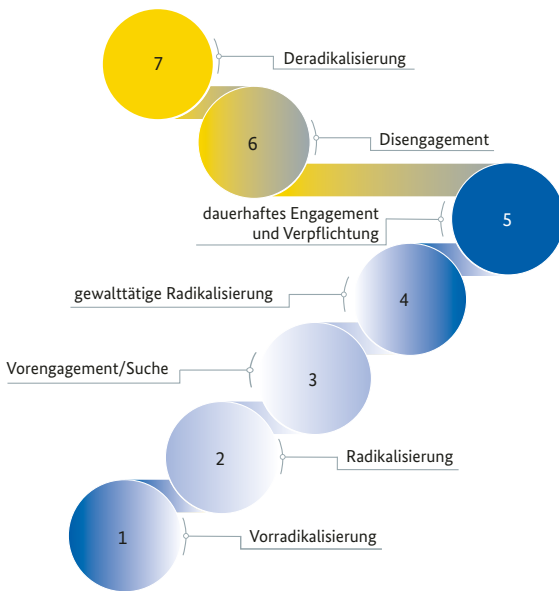 7
Deradikalisierung
6
Disengagement
dauerhaftes Engagement
und Verpflichtung
5
gewalttätige Radikalisierung
4
Vorengagement/Suche
3
2
Radikalisierung
1
Vorradikalisierung